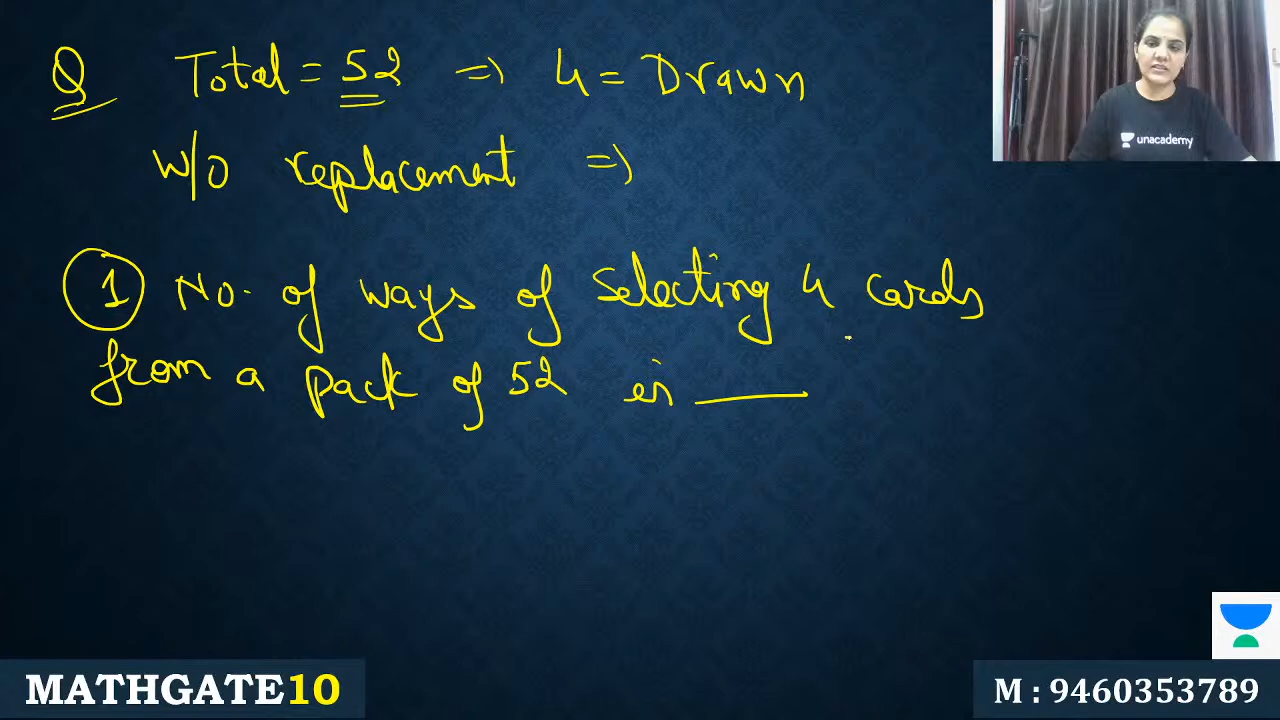 Q Total = 52 => 4 = Drawn
w/o replacement =>
1 No. of ways of selecting 4 cards
from a pack of 52 is ____
unacademy
MATHGATE10
M : 9460353789